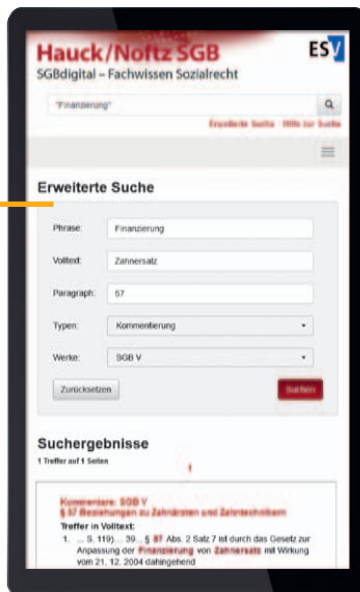 Hauck/Noftz SGB
ESV
SGBdigital – Fachwissen Sozialrecht
"Finanzierung"
Erweiterte Suche Hilfe zur Suche
Erweiterte Suche
Phrase: Finanzierung
Volltext: Zahnersatz
Paragraph: 57
Typen: Kommentierung
Werke: SGB V
Zurücksetzen Suchen
Suchergebnisse
1 Treffer auf 1 Seiten
1
Kommentare: SGB V
§ 57 Beziehungen zu Zahnärzten und Zahntechnikern
Treffer in Volltext:
1. ... S. 119)... 39... § 57 Abs. 2 Satz 7 ist durch das Gesetz zur
Anpassung der Finanzierung von Zahnersatz mit Wirkung
vom 21. 12. 2004 dahingehend